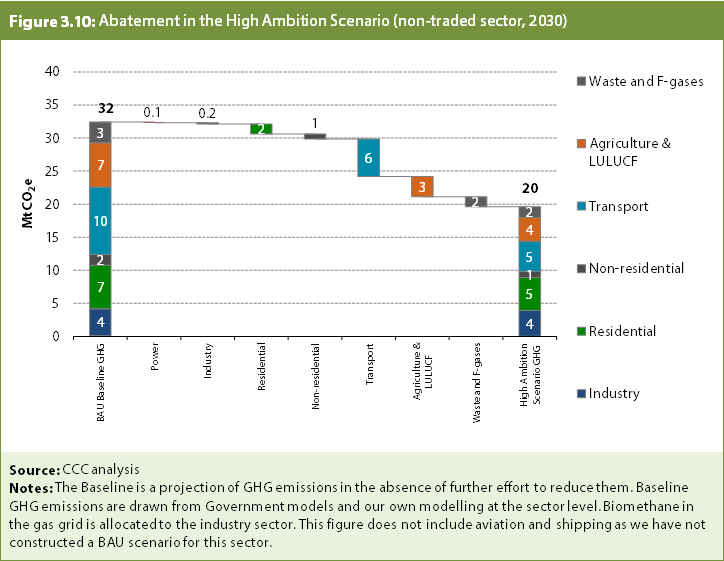 Figure 3.10: Abatement in the High Ambition Scenario (non-traded sector, 2030)
MtCO2e
40
35
30
25
20
15
10
5
0
32
3
7
10
2
7
4
0.1
0.2
2
1
6
3
2
20
2
4
5
1
5
4
BAU Baseline GHG
Power
Industry
Residential
Non-residential
Transport
Agriculture &
LULUCF
Waste and F-gases
High Ambition
Scenario GHG
Waste and F-gases
Agriculture &
LULUCF
Transport
Non-residential
Residential
Industry
Source: CCC analysis
Notes: The Baseline is a projection of GHG emissions in the absence of further effort to reduce them. Baseline
GHG emissions are drawn from Government models and our own modelling at the sector level. Biomethane in
the gas grid is allocated to the industry sector. This figure does not include aviation and shipping as we have not
constructed a BAU scenario for this sector.